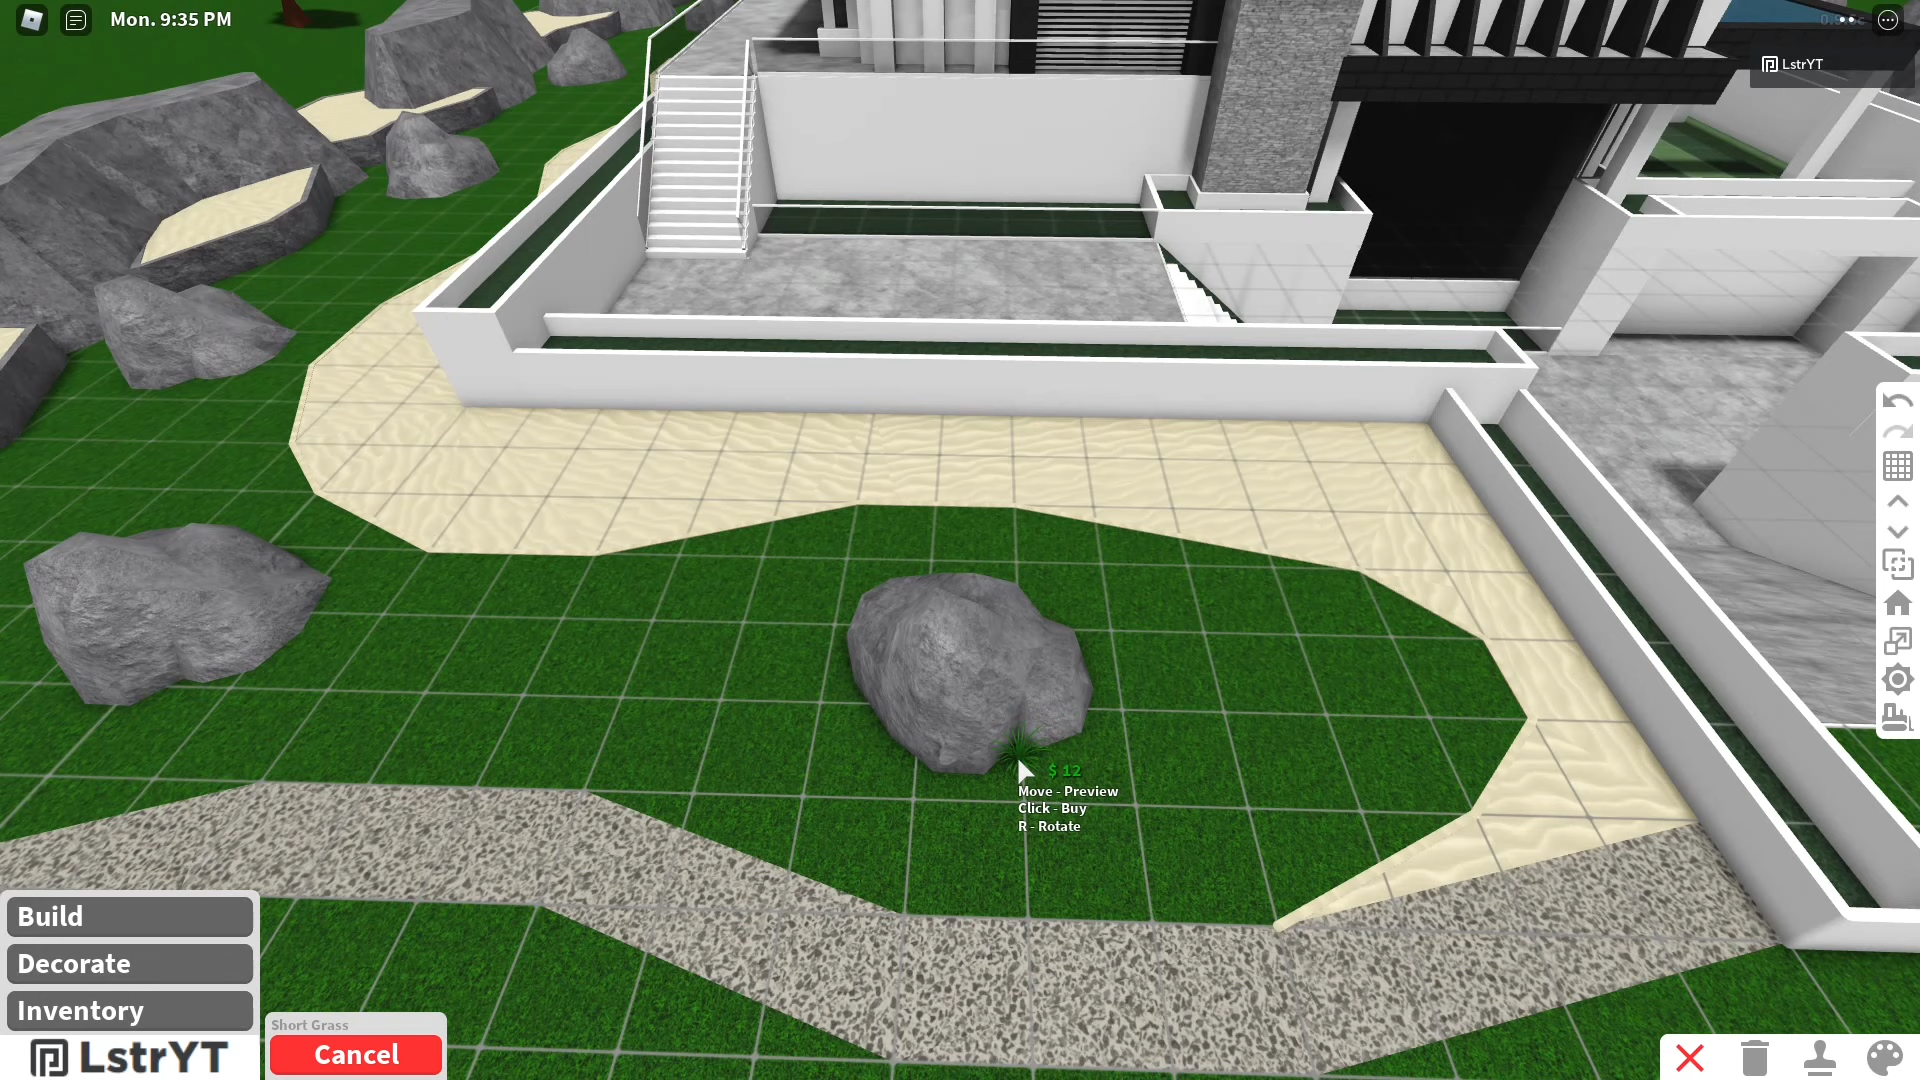 Mon. 9:35 PM
LstrYT
$ 12
Move - Preview
Click - Buy
R - Rotate
Build
Decorate
Inventory
Short Grass
Cancel
LstrYT